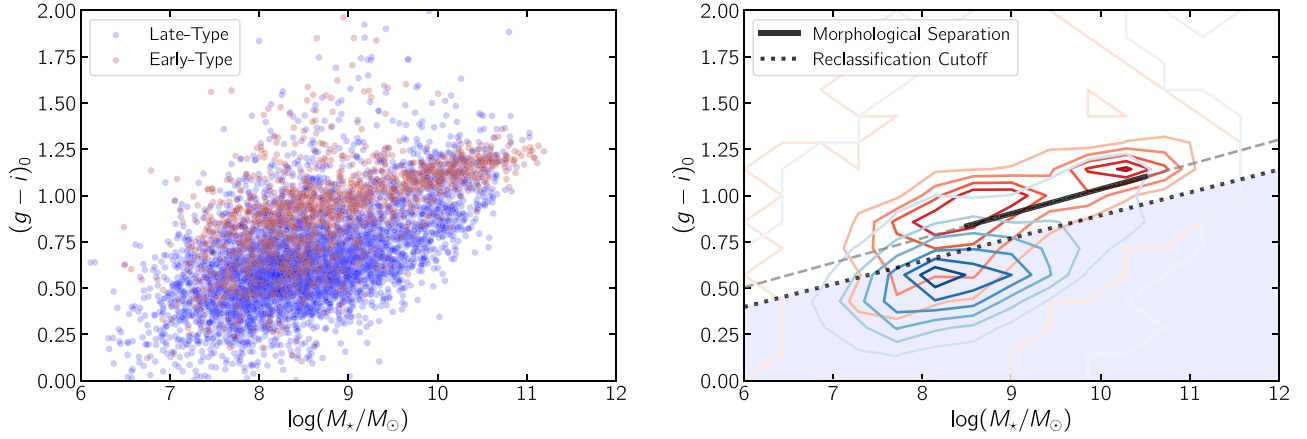 Late-Type
Early-Type
2.00
1.75
1.50
1.25
1.00
0.75
0.50
0.25
0.00
(g − i)₀
6 7 8 9 10 11 12
log(M⋆/M⊙)
Morphological Separation
Reclassification Cutoff
2.00
1.75
1.50
1.25
1.00
0.75
0.50
0.25
0.00
(g − i)₀
6 7 8 9 10 11 12
log(M⋆/M⊙)